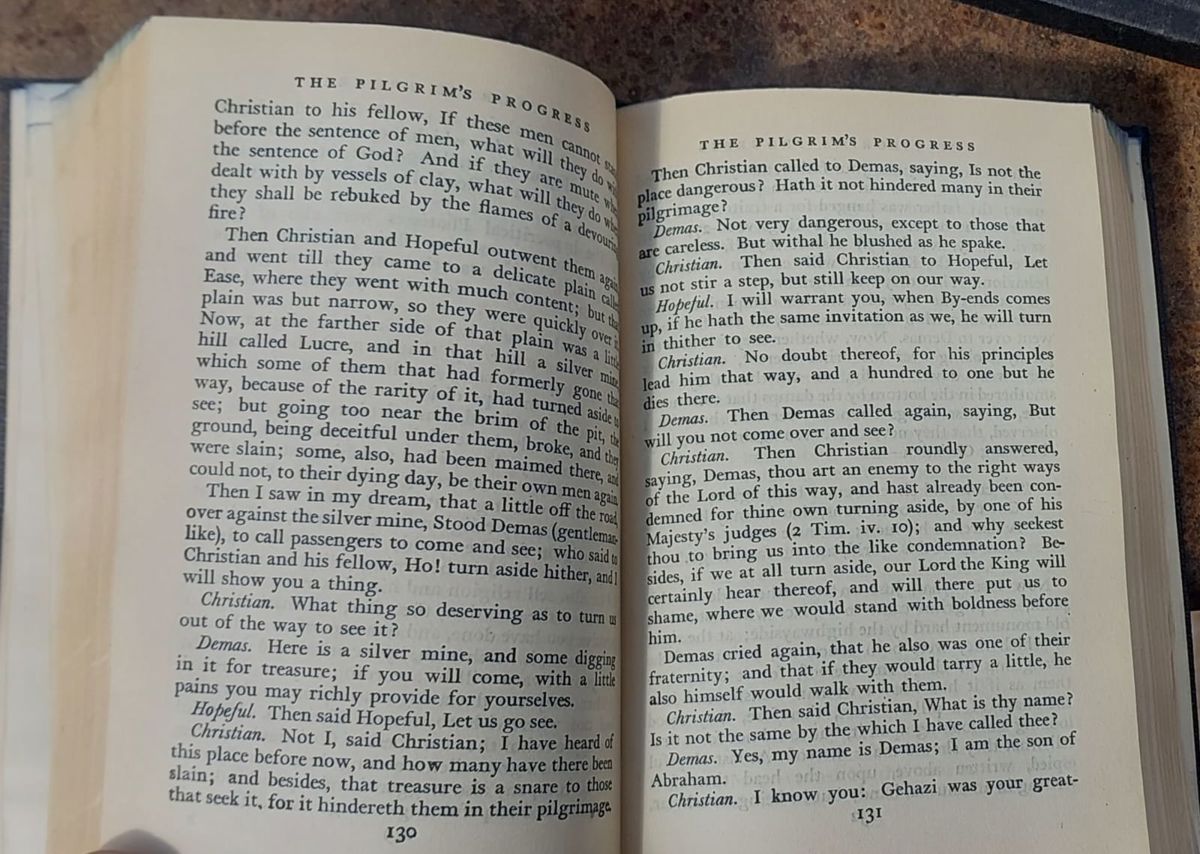 THE PILGRIM'S PROGRESS
Christian to his fellow, If these men cannot
before the sentence of men, what will they do
the sentence of God? And if they are mute
dealt with by vessels of clay, what will they do
they shall be rebuked by the flames of a
fire?
Then Christian and Hopeful outwent them
and went till they came to a delicate plain
Ease, where they went with much content; but
plain was but narrow, so they were quickly over
Now, at the farther side of that plain was a
hill called Lucre, and in that hill a silver
which some of them that had formerly gone
way, because of the rarity of it, had turned aside
see; but going too near the brim of the pit,
ground, being deceitful under them, broke, and
were slain; some, also, had been maimed there, and
could not, to their dying day, be their own men again
Then I saw in my dream, that a little off the road,
over against the silver mine, Stood Demas (gentleman-
like), to call passengers to come and see; who said to
Christian and his fellow, Ho! turn aside hither, and I
will show you a thing.
Christian. What thing so deserving as to turn us
out of the way to see it?
Demas. Here is a silver mine, and some digging
in it for treasure; if you will come, with a little
pains you may richly provide for yourselves.
Hopeful. Then said Hopeful, Let us go see.
Christian. Not I, said Christian; I have heard of
this place before now, and how many have there been
slain; and besides, that treasure is a snare to those
that seek it, for it hindereth them in their pilgrimage.
130
THE PILGRIM'S PROGRESS
Then Christian called to Demas, saying, Is not the
place dangerous? Hath it not hindered many in their
pilgrimage?
Demas. Not very dangerous, except to those that
are careless. But withal he blushed as he spake.
Christian. Then said Christian to Hopeful, Let
us not stir a step, but still keep on our way.
Hopeful. I will warrant you, when By-ends comes
up, if he hath the same invitation as we, he will turn
in thither to see.
Christian. No doubt thereof, for his principles
lead him that way, and a hundred to one but he
dies there.
Demas. Then Demas called again, saying, But
will you not come over and see?
Christian. Then Christian roundly answered,
saying, Demas, thou art an enemy to the right ways
of the Lord of this way, and hast already been con-
demned for thine own turning aside, by one of his
Majesty's judges (2 Tim. iv. 10); and why seekest
thou to bring us into the like condemnation? Be-
sides, if we at all turn aside, our Lord the King will
certainly hear thereof, and will there put us to
shame, where we would stand with boldness before
him.
Demas cried again, that he also was one of their
fraternity; and that if they would tarry a little, he
also himself would walk with them.
Christian. Then said Christian, What is thy name?
Is it not the same by the which I have called thee?
Demas. Yes, my name is Demas; I am the son of
Abraham.
Christian. I know you: Gehazi was your great-
131